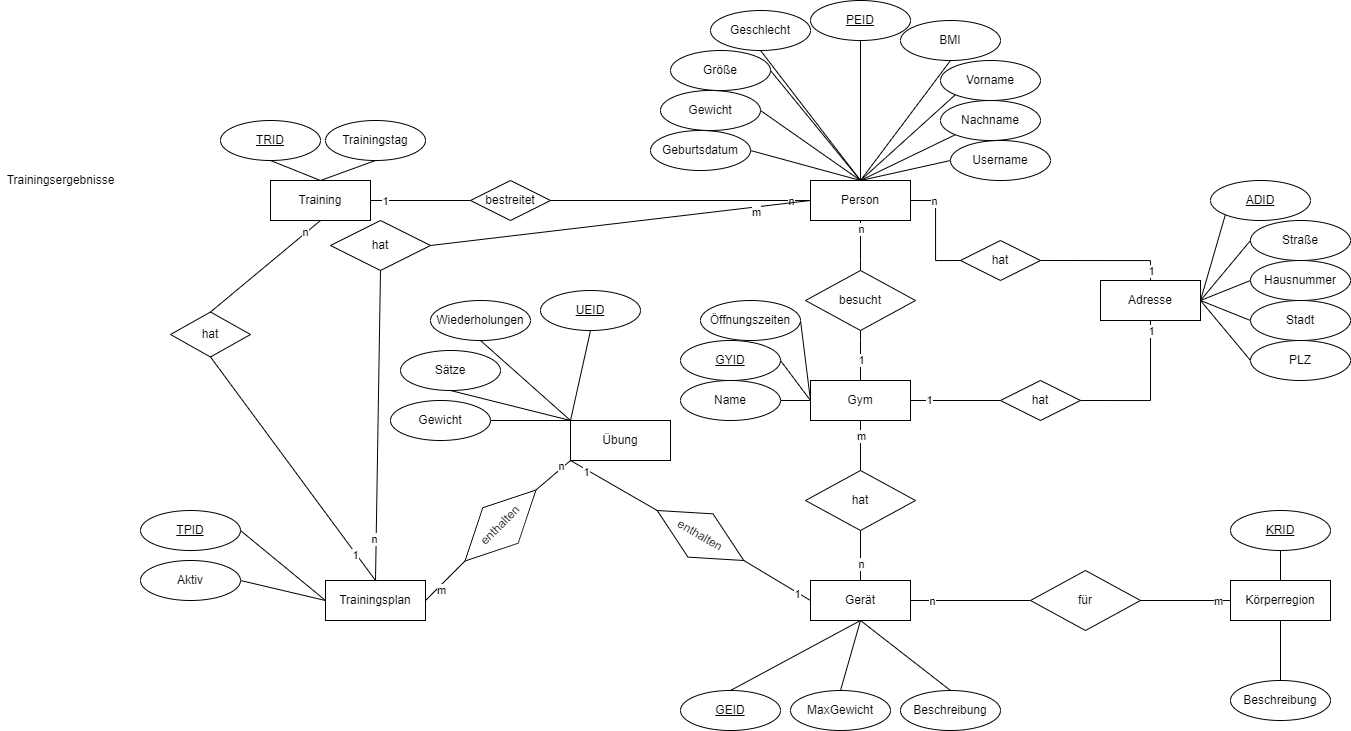 PEID
Geschlecht
BMI
Größe
Vorname
Gewicht
Nachname
TRID
Trainingstag
Geburtsdatum
Username
Trainingsergebnisse
Training
1
bestreitet
n
Person
n
ADID
m
n
n
hat
Straße
hat
1
Hausnummer
besucht
Adresse
UEID
Wiederholungen
Öffnungszeiten
Stadt
hat
1
GYID
1
PLZ
Sätze
Name
Gym
1
hat
Gewicht
Übung
m
n
1
hat
enthalten
enthalten
TPID
KRID
n
1
n
Aktiv
m
1
Trainingsplan
Gerät
n
für
m
Körperregion
GEID
MaxGewicht
Beschreibung
Beschreibung